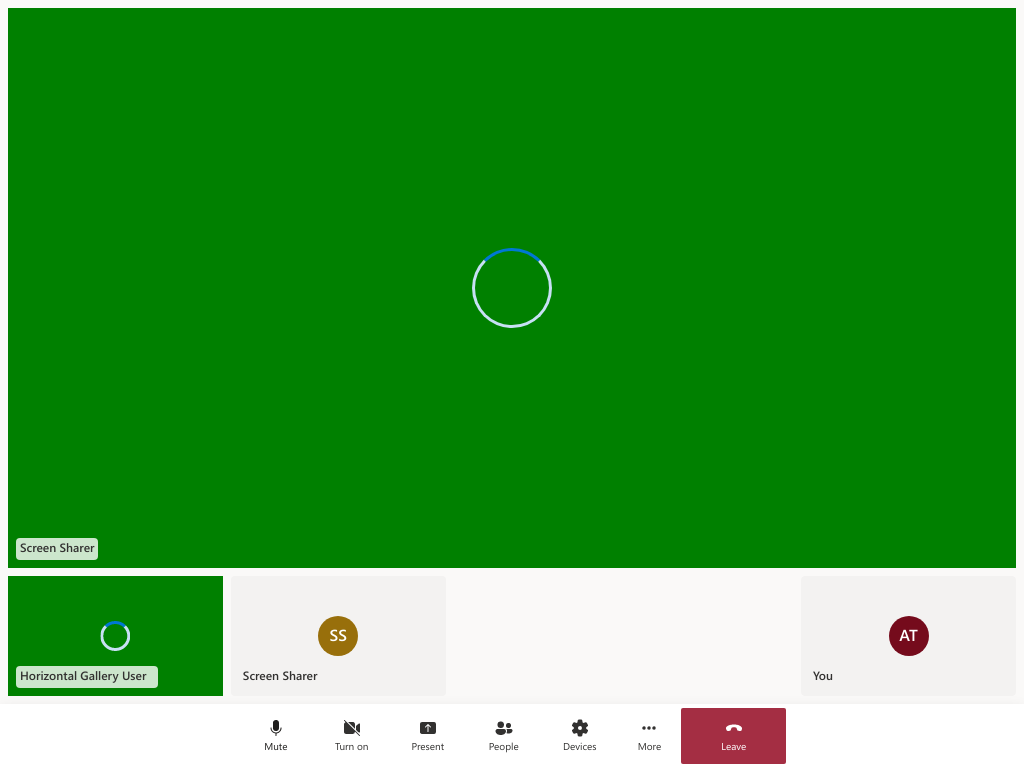 Screen Sharer
Horizontal Gallery User
SS
Screen Sharer
AT
You
Mute
Turn on
Present
People
Devices
More
Leave